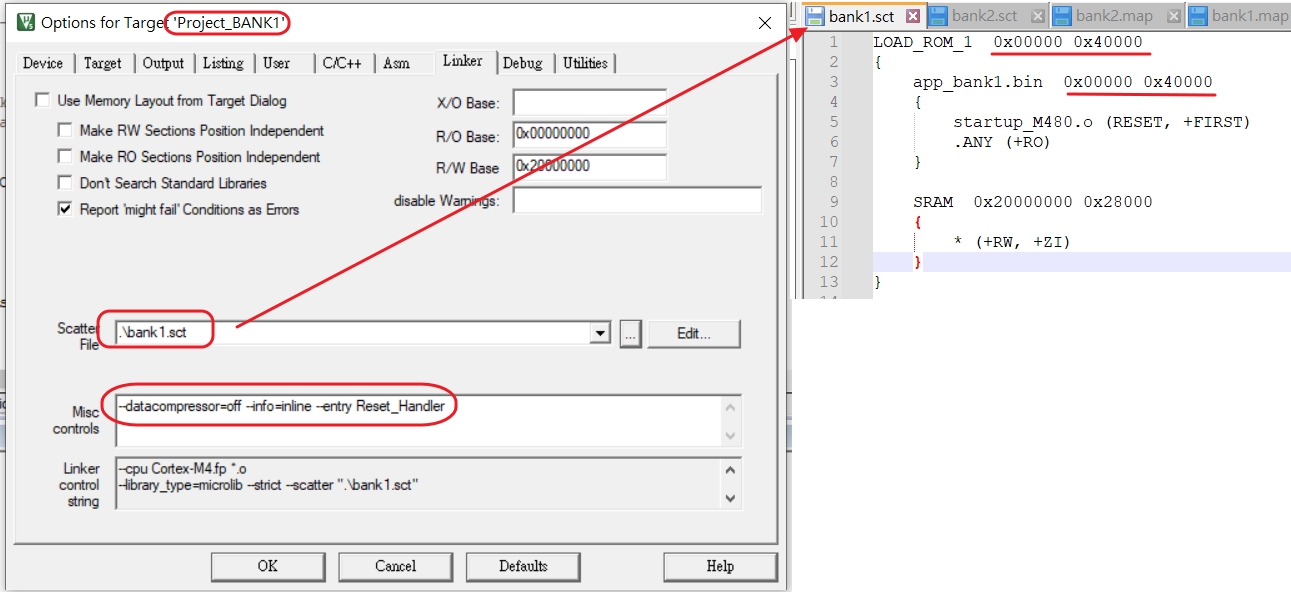 Options for Target 'Project_BANK1'
Device Target Output Listing User C/C++ Asm Linker Debug Utilities
Use Memory Layout from Target Dialog
Make RW Sections Position Independent
Make RO Sections Position Independent
Don't Search Standard Libraries
Report 'might fail' Conditions as Errors
X/O Base:
R/O Base: 0x00000000
R/W Base 0x20000000
disable Warnings:
Scatter File .\bank1.sct ... Edit...
Misc controls --datacompressor=off --info=inline --entry Reset_Handler
Linker control string --cpu Cortex-M4.fp *.o
--library_type=microlib --strict --scatter ".\bank1.sct"
OK Cancel Defaults Help
bank1.sct bank2.sct bank2.map bank1.map
1 LOAD_ROM_1 0x00000 0x40000
2 {
3 app_bank1.bin 0x00000 0x40000
4 {
5 startup_M480.o (RESET, +FIRST)
6 .ANY (+RO)
7 }
8
9 SRAM 0x20000000 0x28000
10 {
11 * (+RW, +ZI)
12 }
13 }